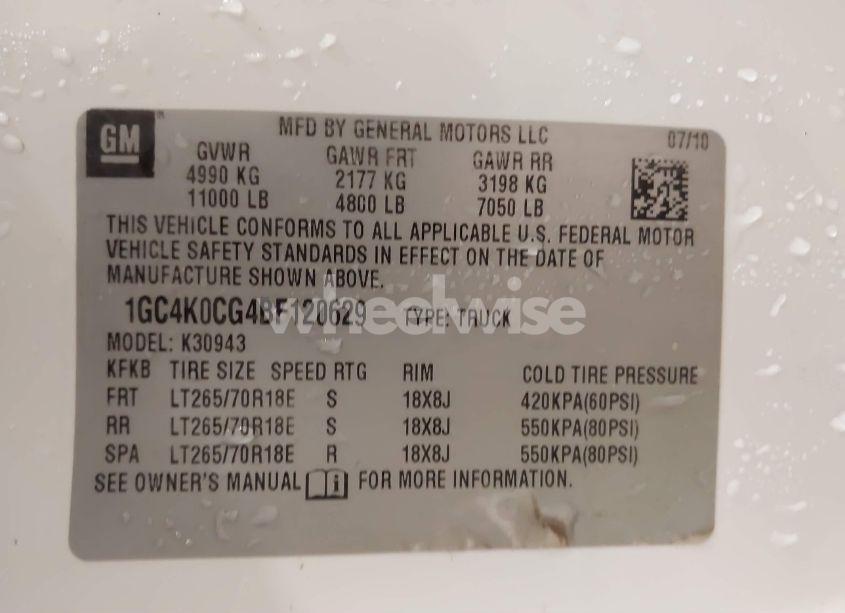 GM
MFD BY GENERAL MOTORS LLC 07/10
GVWR GAWR FRT GAWR RR
4990 KG 2177 KG 3198 KG
11000 LB 4800 LB 7050 LB
THIS VEHICLE CONFORMS TO ALL APPLICABLE U.S. FEDERAL MOTOR
VEHICLE SAFETY STANDARDS IN EFFECT ON THE DATE OF
MANUFACTURE SHOWN ABOVE.
1GC4K0CG4BF120629 TYPE: TRUCK
wheelwise
MODEL: K30943
KFKB TIRE SIZE SPEED RTG RIM COLD TIRE PRESSURE
FRT LT265/70R18E S 18X8J 420KPA(60PSI)
RR LT265/70R18E S 18X8J 550KPA(80PSI)
SPA LT265/70R18E R 18X8J 550KPA(80PSI)
SEE OWNER'S MANUAL i FOR MORE INFORMATION.